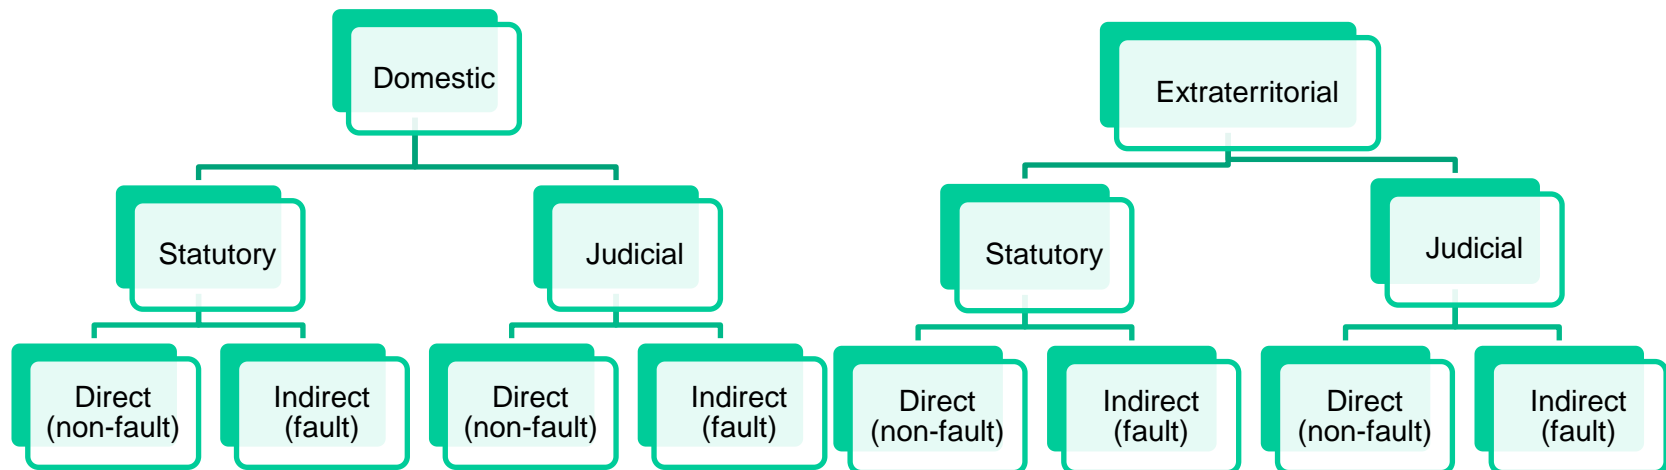 Domestic
Extraterritorial
Statutory
Judicial
Statutory
Judicial
Direct
(non-fault)
Indirect
(fault)
Direct
(non-fault)
Indirect
(fault)
Direct
(non-fault)
Indirect
(fault)
Direct
(non-fault)
Indirect
(fault)